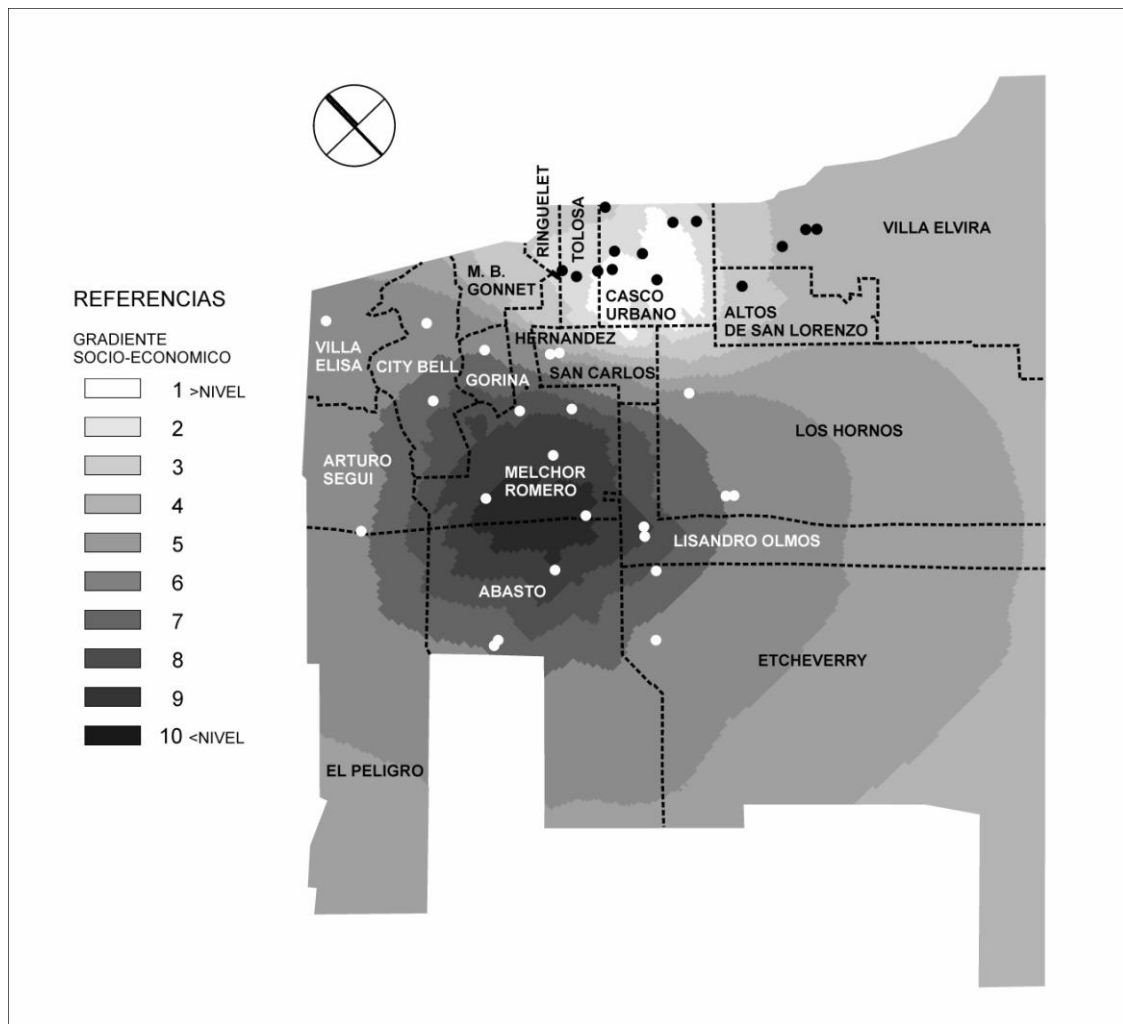 RINGUELET
TOLOSA
VILLA ELVIRA
M. B.
GONNET
REFERENCIAS
GRADIENTE
SOCIO-ECONOMICO
1 >NIVEL
2
3
4
5
6
7
8
9
10 <NIVEL
CASCO
URBANO
ALTOS
DE SAN LORENZO
HERNANDEZ
VILLA
ELISA
CITY BELL
GORINA
SAN CARLOS
LOS HORNOS
ARTURO
SEGUI
MELCHOR
ROMERO
LISANDRO OLMOS
ABASTO
ETCHEVERRY
EL PELIGRO